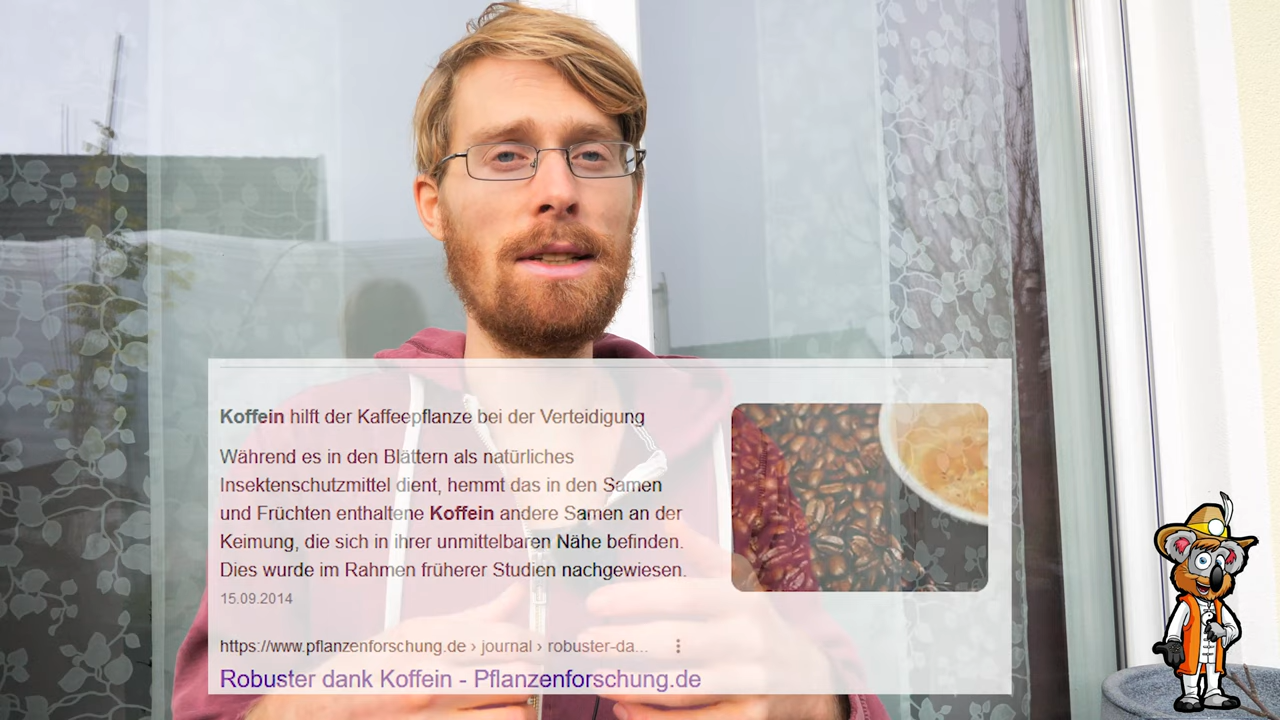 Koffein hilft der Kaffeepflanze bei der Verteidigung
Während es in den Blättern als natürliches
Insektenschutzmittel dient, hemmt das in den Samen
und Früchten enthaltene Koffein andere Samen an der
Keimung, die sich in ihrer unmittelbaren Nähe befinden.
Dies wurde im Rahmen früherer Studien nachgewiesen.
15.09.2014
https://www.pflanzenforschung.de › journal › robuster-da...
Robuster dank Koffein - Pflanzenforschung.de